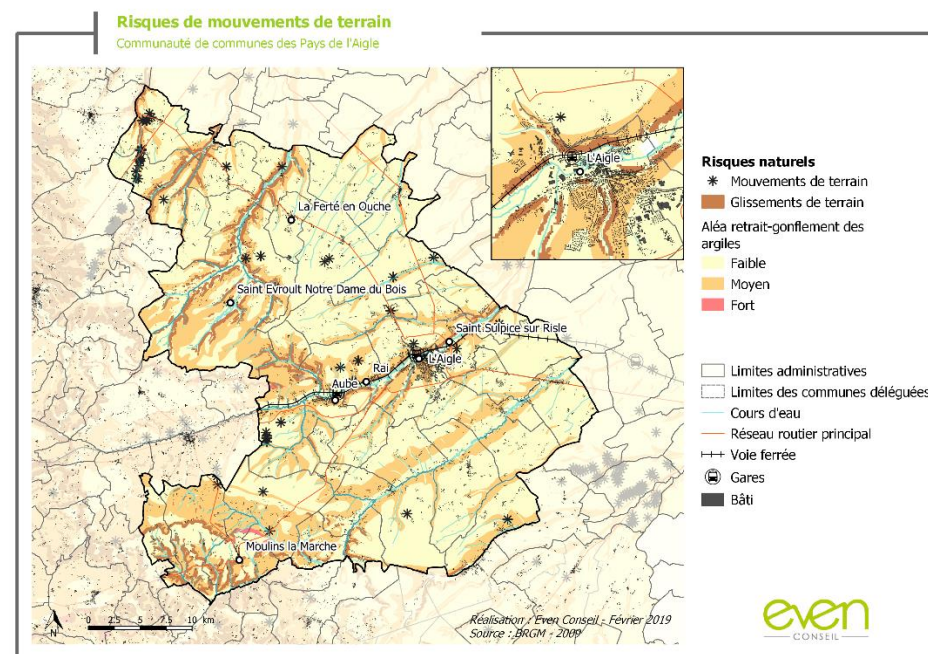 Risques de mouvements de terrain
Communauté de communes des Pays de l'Aigle
L'Aigle
La Ferté en Ouche
Saint Evroult Notre Dame du Bois
Saint Sulpice sur Risle
L'Aigle
Rai
Aube
Moulins la Marche
Risques naturels
Mouvements de terrain
Glissements de terrain
Aléa retrait-gonflement des
argiles
Faible
Moyen
Fort
Limites administratives
Limites des communes déléguées
Cours d'eau
Réseau routier principal
Voie ferrée
Gares
Bâti
N
0 2.5 5 7.5 10 km
Réalisation : Even Conseil - Février 2019
Source : BRGM - 2009
even
CONSEIL